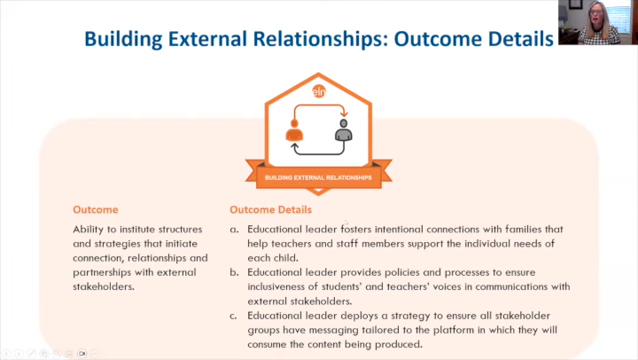 Building External Relationships: Outcome Details
eln
BUILDING EXTERNAL RELATIONSHIPS
Outcome
Ability to institute structures
and strategies that initiate
connection, relationships and
partnerships with external
stakeholders.
Outcome Details
a. Educational leader fosters intentional connections with families that
help teachers and staff members support the individual needs of
each child.
b. Educational leader provides policies and processes to ensure
inclusiveness of students' and teachers' voices in communications with
external stakeholders.
c. Educational leader deploys a strategy to ensure all stakeholder
groups have messaging tailored to the platform in which they will
consume the content being produced.